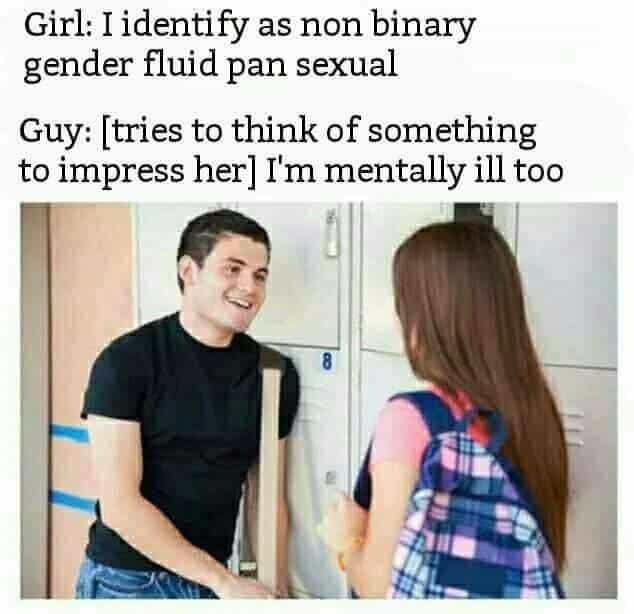 Girl: I identify as non binary
gender fluid pan sexual
Guy: [tries to think of something
to impress her] I'm mentally ill too
8